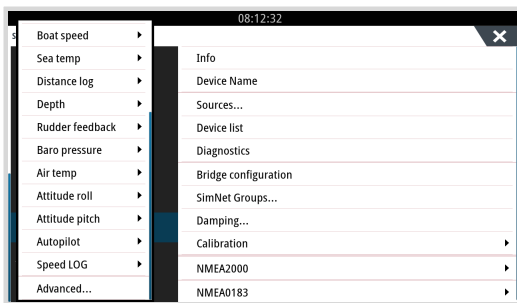 08:12:32
s
Boat speed
Sea temp
Distance log
Depth
Rudder feedback
Baro pressure
Air temp
Attitude roll
Attitude pitch
Autopilot
Speed LOG
Advanced...
Info
Device Name
Sources...
Device list
Diagnostics
Bridge configuration
SimNet Groups...
Damping...
Calibration
NMEA2000
NMEA0183